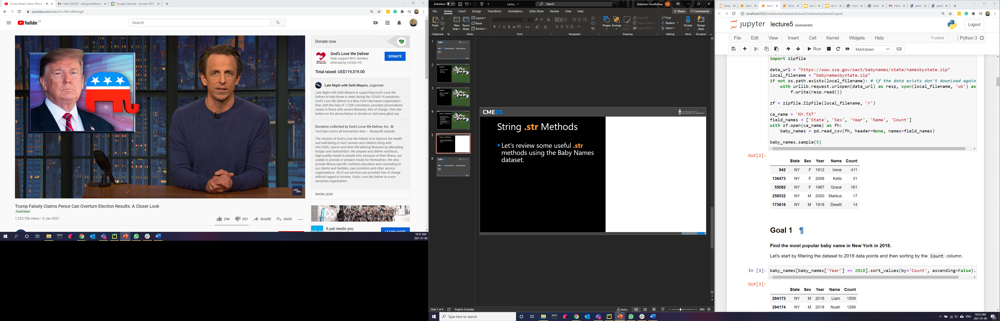 Trump Falsely Claims Pence
Inbox (9,033) - sebi.goodfellow@
Google Calendar - January 2021
youtube.com/watch?v=HIk-nRAvmg4
YouTube CA
Search
Donate now
God's Love We Deliver
Help support NYC families
affected by COVID-19!
DONATE
Total raised: US$119,319.00
Late Night with Seth Meyers, organiser
Late Night with Seth Meyers is supporting God's Love We
Deliver to help those in need during the COVID-19 pandemic.
God's Love We Deliver is a New York City-based organization
that, with the help of 17,000 volunteers, provides personalized
meals to those with severe illnesses, free of charge. Click the
button on the above/below to donate or visit www.glwd.org.
Donation collected by God's Love We Deliver, Inc.
YouTube covers all transaction fees • Nonprofit website
The mission of God's Love We Deliver is to improve the health
and well-being of men, women and children living with
HIV/AIDS, cancer and other life-altering illnesses by alleviating
hunger and malnutrition. We prepare and deliver nutritious,
high-quality meals to people who, because of their illness, are
unable to provide or prepare meals for themselves. We also
provide illness-specific nutrition education and counseling to
our clients and families, care providers and other service
organizations. All of our services are provided free of charge
without regard to income. God's Love We Deliver is a non-
sectarian organization.
SHOW LESS
Trump Falsely Claims Pence Can Overturn Election Results: A Closer Look
Fundraiser
1,223,756 views • 5 Jan 2021
29K 907 SHARE SAVE
A pal needs you
LEARN MORE
10:52 AM
2021-01-06
AutoSave Off
Lectu...
Search
Sebastian Goodfellow SG
File Home Insert Design Transitions Animations Slide Show Review View Help
Share Comments
Paste
New
Slide
Reuse
Slides
Layout
Reset
Section
Shapes Arrange Quick
Styles
Shape Fill
Shape Outline
Shape Effects
Find
Replace
Select
Dictate
Design
Ideas
Clipboard Slides Font Paragraph Drawing Editing Voice Designer
1
2
3
4
5
6
CMEDS
UNIVERSITY OF TORONTO
String .str Methods
Let's review some useful .str
methods using the Baby Names
dataset.
Slide 5 of 6 English (Canada)
Notes
80%
Type here to search
localhost:8888/notebooks/lectures/lecture5/notebooks/lecture5.ipynb
jupyter lecture5 (autosaved)
Logout
File Edit View Insert Cell Kernel Widgets Help
Trusted Python 3
Run
Markdown
import zipfile
data_url = "https://www.ssa.gov/oact/babynames/state/namesbystate.zip"
local_filename = "babynamesbystate.zip"
if not os.path.exists(local_filename): # if the data exists don't download again
with urllib.request.urlopen(data_url) as resp, open(local_filename, 'wb') as
f.write(resp.read())
zf = zipfile.ZipFile(local_filename, 'r')
ca_name = 'NY.TXT'
field_names = ['State', 'Sex', 'Year', 'Name', 'Count']
with zf.open(ca_name) as fh:
baby_names = pd.read_csv(fh, header=None, names=field_names)
baby_names.sample(5)
Out[2]:
State Sex Year Name Count
942 NY F 1912 Irene 411
136473 NY F 2006 Kelis 31
55082 NY F 1967 Grace 161
258532 NY M 2000 Markus 17
173616 NY M 1918 Dewitt 14
Goal 1 ¶
Find the most popular baby name in New York in 2018.
Let's start by filtering the dataset to 2018 data points and then sorting by the Count column.
In [3]: baby_names[baby_names['Year'] == 2018].sort_values(by='Count', ascending=False).
Out[3]:
State Sex Year Name Count
294173 NY M 2018 Liam 1509
294174 NY M 2018 Noah 1268
ENG
10:52 AM
2021-01-06